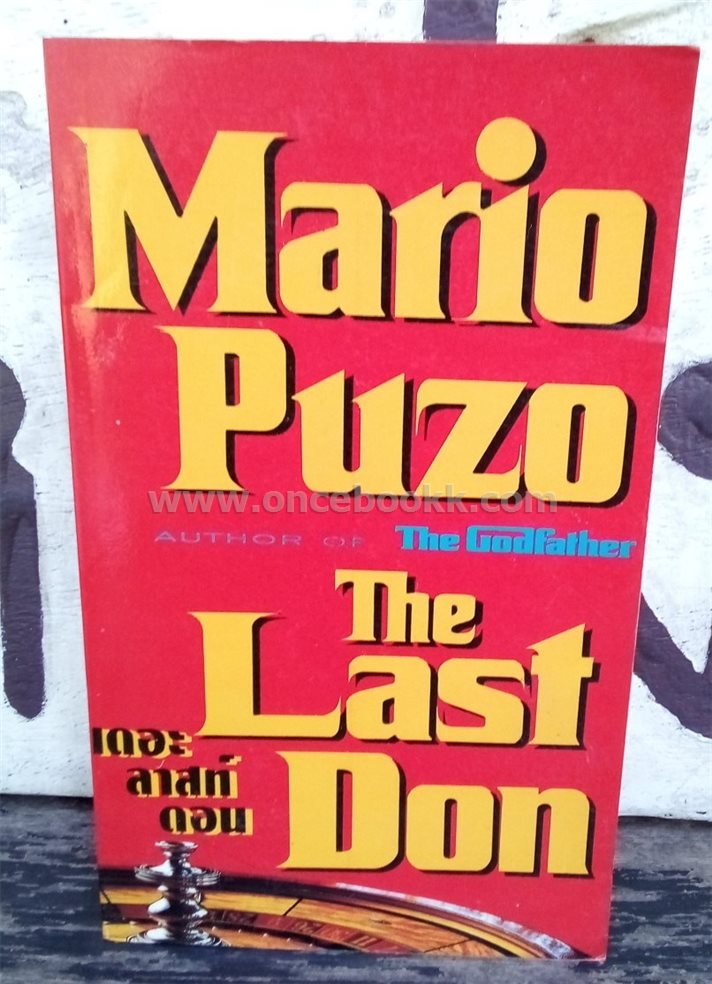 Mario
Puzo
www.oncebookk.com
AUTHOR OF The Godfather
The
Last
Don
เดอะ
ลาสท์
ดอน